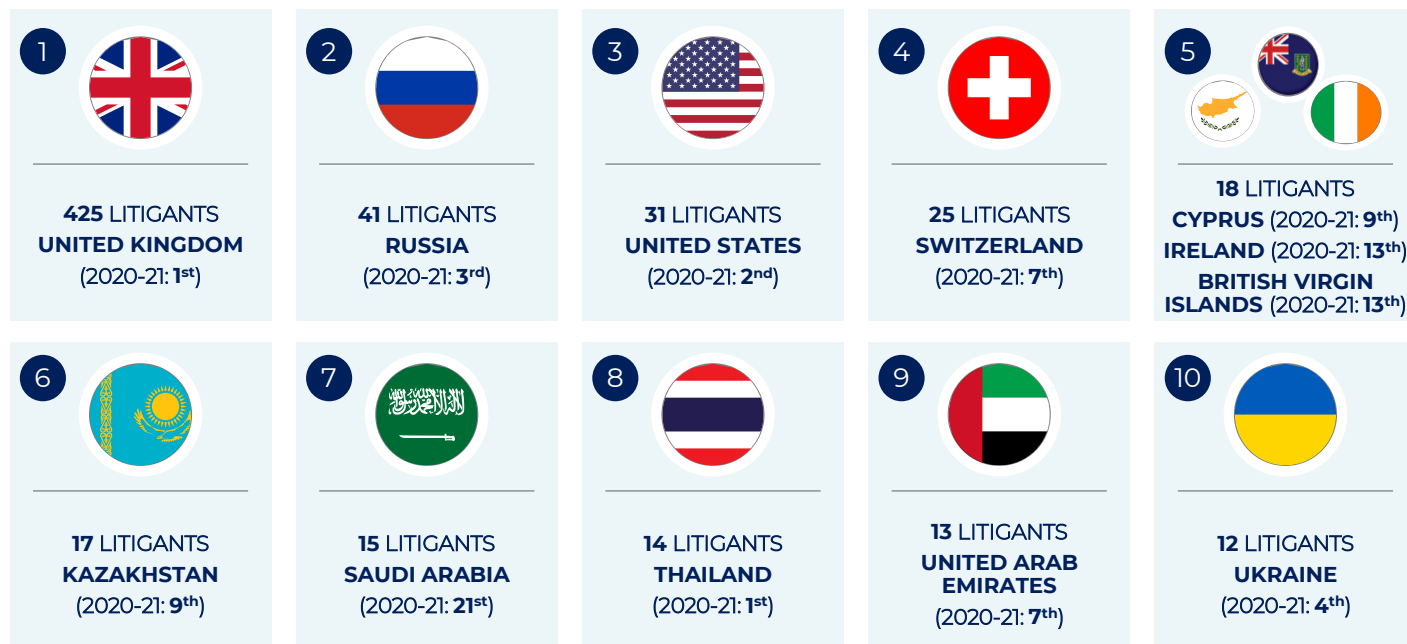 1
425 LITIGANTS
UNITED KINGDOM
(2020-21: 1st)
2
41 LITIGANTS
RUSSIA
(2020-21: 3rd)
3
31 LITIGANTS
UNITED STATES
(2020-21: 2nd)
4
25 LITIGANTS
SWITZERLAND
(2020-21: 7th)
5
18 LITIGANTS
CYPRUS (2020-21: 9th)
IRELAND (2020-21: 13th)
BRITISH VIRGIN
ISLANDS (2020-21: 13th)
6
17 LITIGANTS
KAZAKHSTAN
(2020-21: 9th)
7
15 LITIGANTS
SAUDI ARABIA
(2020-21: 21st)
8
14 LITIGANTS
THAILAND
(2020-21: 1st)
9
13 LITIGANTS
UNITED ARAB
EMIRATES
(2020-21: 7th)
10
12 LITIGANTS
UKRAINE
(2020-21: 4th)